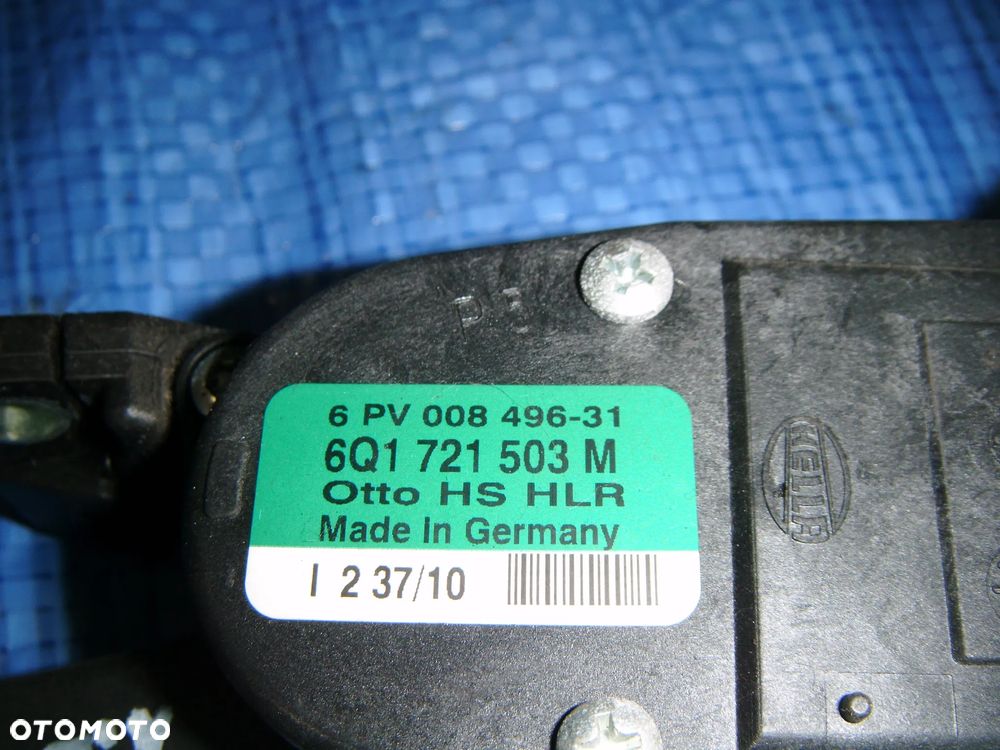 P 3
6 PV 008 496-31
6Q1 721 503 M
Otto HS HLR
Made In Germany
I 2 37/10
HELLA
OTOMOTO